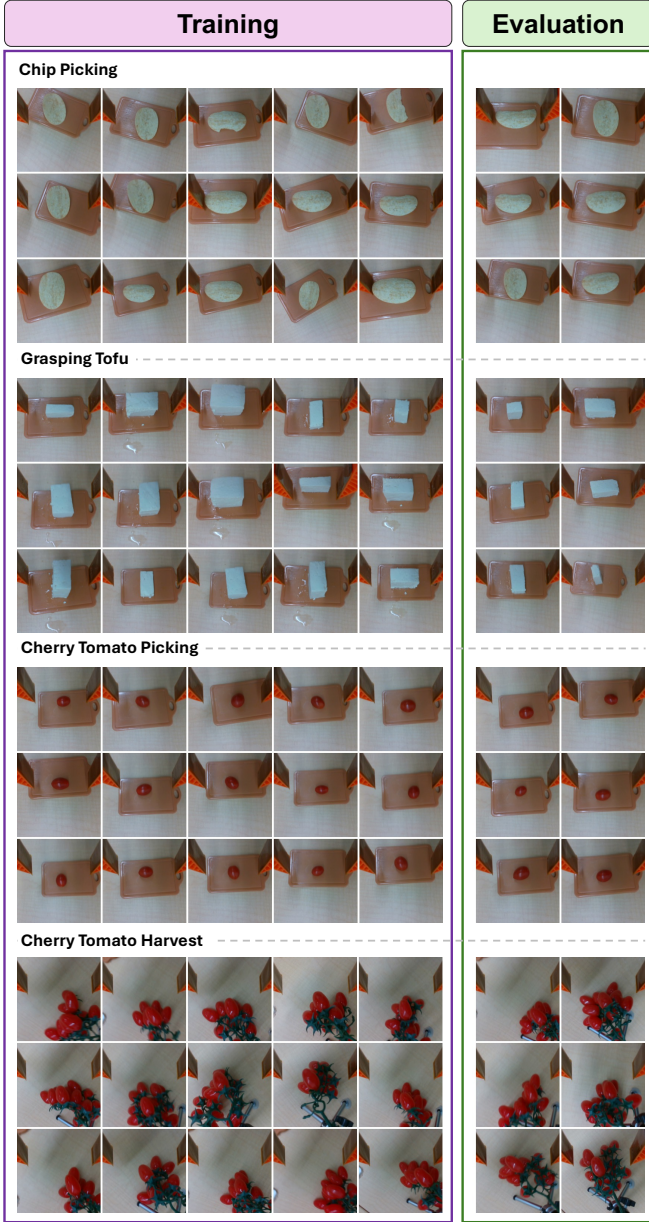 Training
Evaluation
Chip Picking
Grasping Tofu
Cherry Tomato Picking
Cherry Tomato Harvest